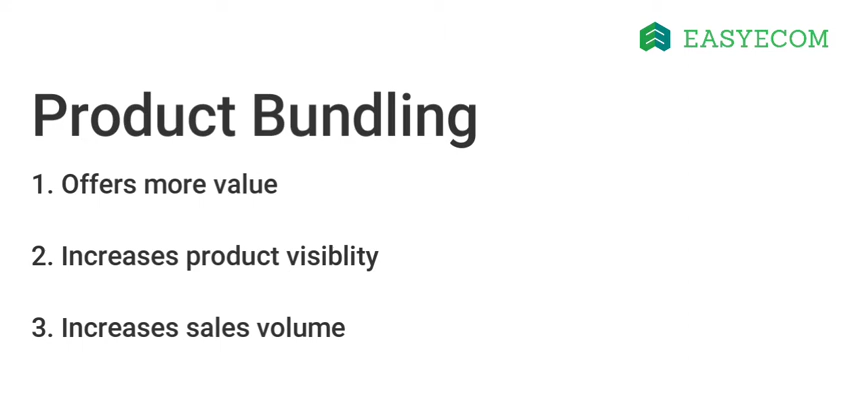 EASYECOM
Product Bundling
1. Offers more value
2. Increases product visiblity
3. Increases sales volume